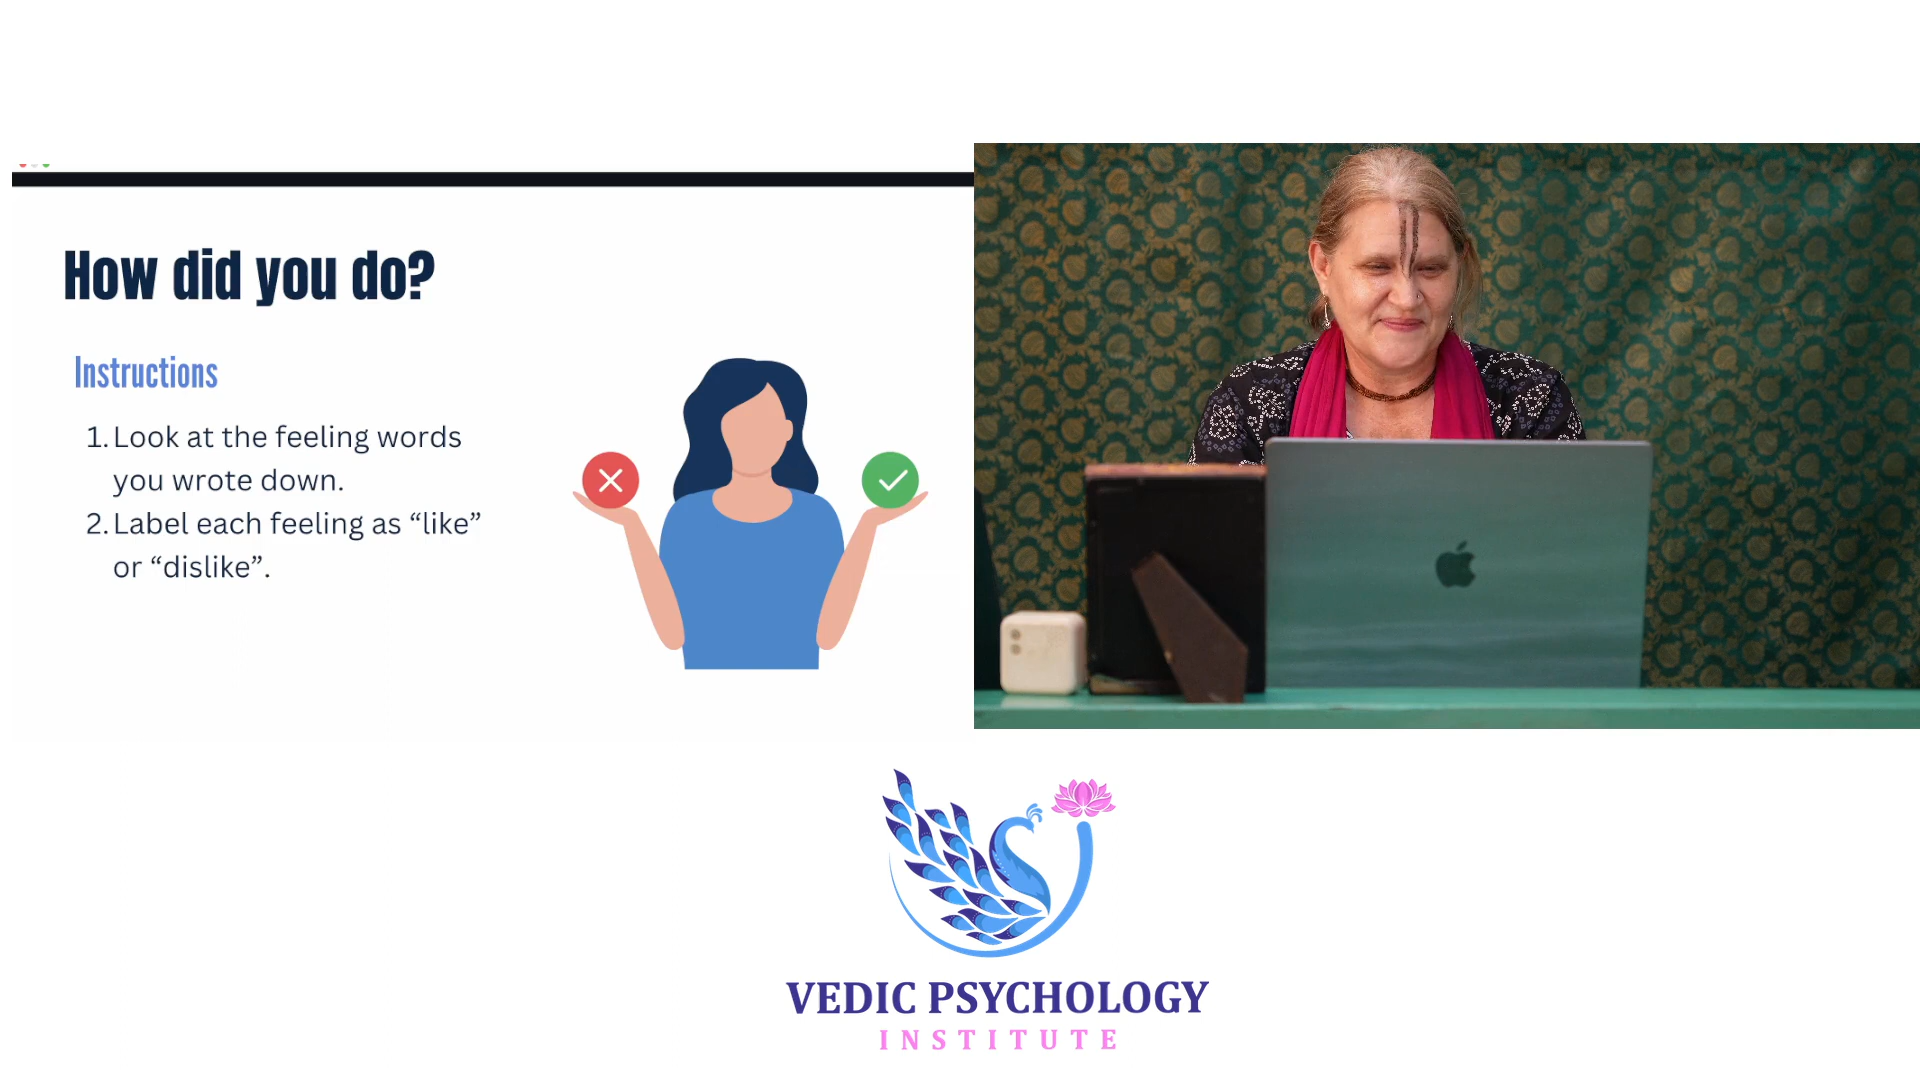 How did you do?
Instructions
1. Look at the feeling words
you wrote down.
2. Label each feeling as “like”
or “dislike”.
VEDIC PSYCHOLOGY
INSTITUTE